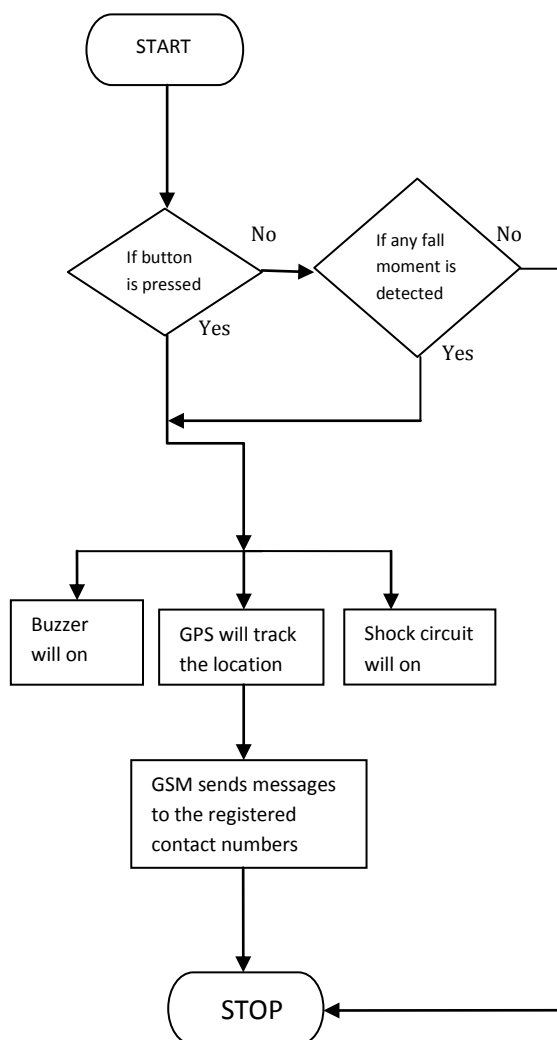 START
If button
is pressed
No
Yes
If any fall
moment is
detected
No
Yes
Buzzer
will on
GPS will track
the location
Shock circuit
will on
GSM sends messages
to the registered
contact numbers
STOP